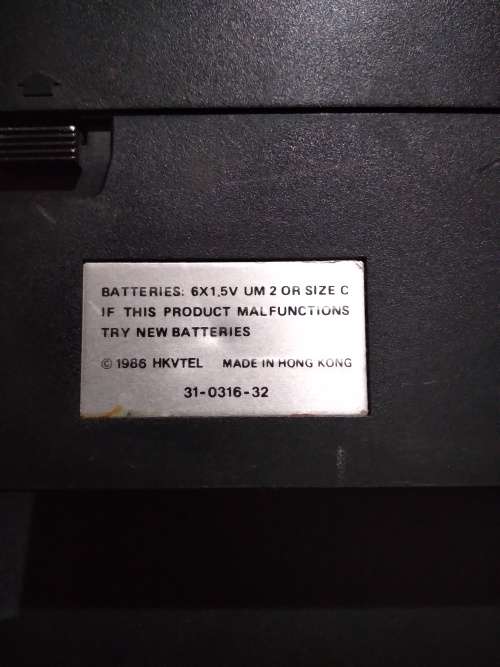 BATTERIES: 6X1,5V UM 2 OR SIZE C
IF THIS PRODUCT MALFUNCTIONS
TRY NEW BATTERIES
© 1986 HKVTEL MADE IN HONG KONG
31-0316-32